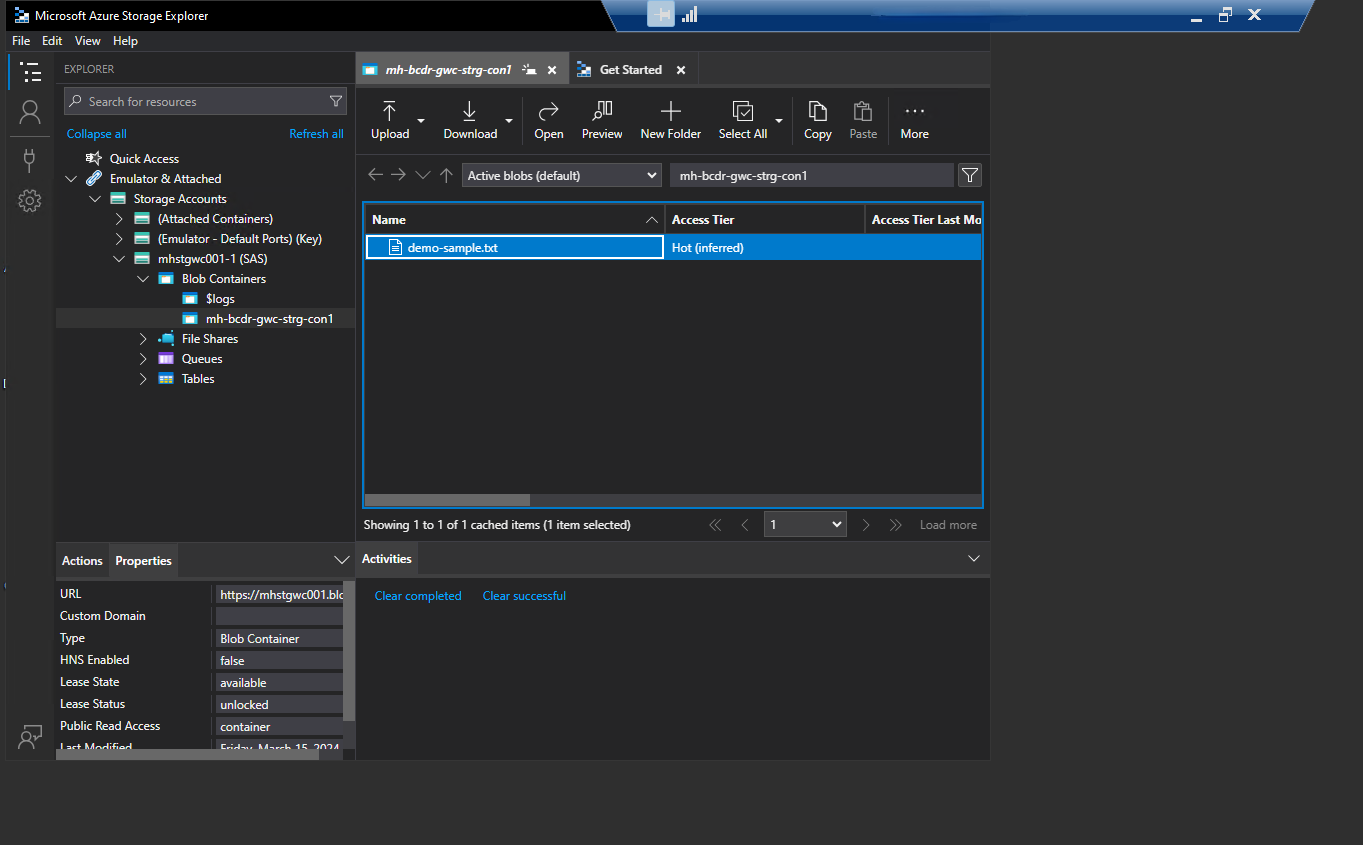 Microsoft Azure Storage Explorer
File Edit View Help
EXPLORER
Search for resources
Collapse all Refresh all
Quick Access
Emulator & Attached
Storage Accounts
(Attached Containers)
(Emulator - Default Ports) (Key)
mhstgwc001-1 (SAS)
Blob Containers
$logs
mh-bcdr-gwc-strg-con1
File Shares
Queues
Tables
mh-bcdr-gwc-strg-con1 Get Started
Upload Download Open Preview New Folder Select All Copy Paste More
Active blobs (default) mh-bcdr-gwc-strg-con1
Name Access Tier Access Tier Last Mo
demo-sample.txt Hot (inferred)
Showing 1 to 1 of 1 cached items (1 item selected) 1 Load more
Actions Properties
URL https://mhstgwc001.blo
Custom Domain
Type Blob Container
HNS Enabled false
Lease State available
Lease Status unlocked
Public Read Access container
Last Modified Friday, March 15, 2024
Activities
Clear completed Clear successful